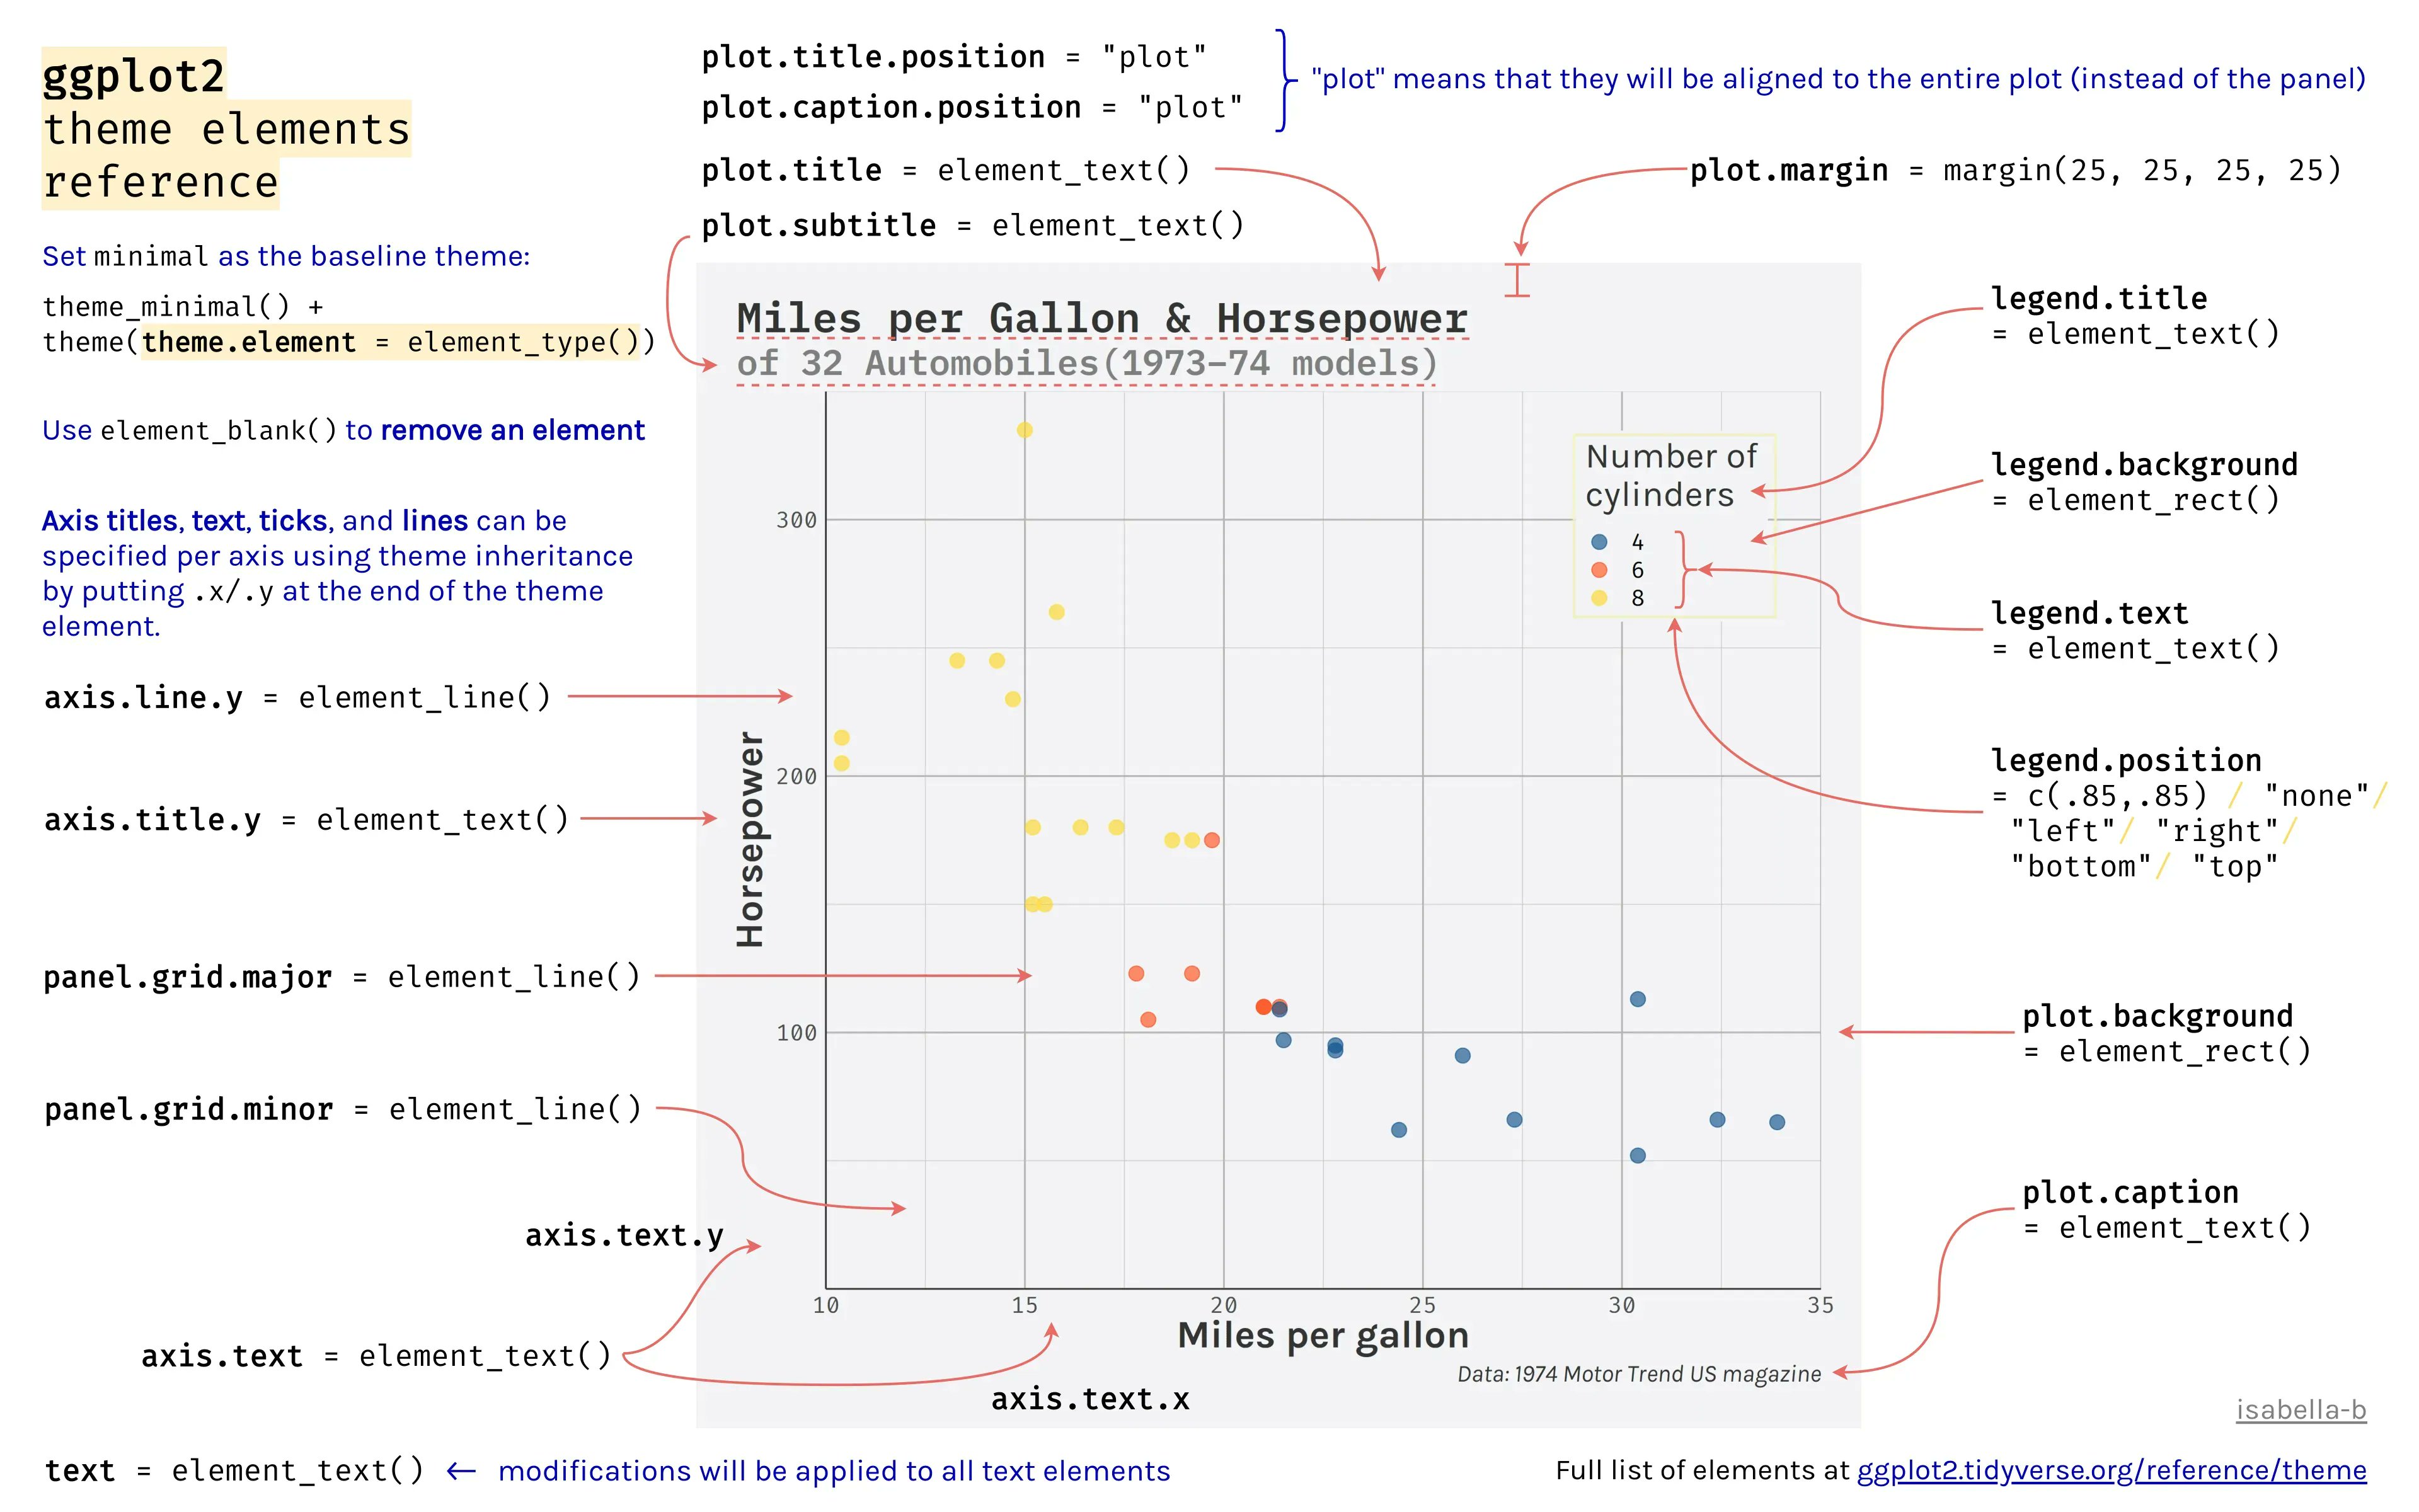 ggplot2
theme elements
reference
Set minimal as the baseline theme:
theme_minimal() +
theme(theme.element = element_type())
Use element_blank() to remove an element
Axis titles, text, ticks, and lines can be
specified per axis using theme inheritance
by putting .x/.y at the end of the theme
element.
axis.line.y = element_line()
axis.title.y = element_text()
panel.grid.major = element_line()
panel.grid.minor = element_line()
axis.text.y
axis.text = element_text()
axis.text.x
text = element_text() ← modifications will be applied to all text elements
plot.title.position = "plot"
plot.caption.position = "plot"
"plot" means that they will be aligned to the entire plot (instead of the panel)
plot.title = element_text()
plot.subtitle = element_text()
plot.margin = margin(25, 25, 25, 25)
Miles per Gallon & Horsepower
of 32 Automobiles(1973–74 models)
Number of
cylinders
4
6
8
Horsepower
300
200
100
10 15 20 25 30 35
Miles per gallon
Data: 1974 Motor Trend US magazine
legend.title
= element_text()
legend.background
= element_rect()
legend.text
= element_text()
legend.position
= c(.85,.85) / "none"/
"left"/ "right"/
"bottom"/ "top"
plot.background
= element_rect()
plot.caption
= element_text()
isabella-b
Full list of elements at ggplot2.tidyverse.org/reference/theme